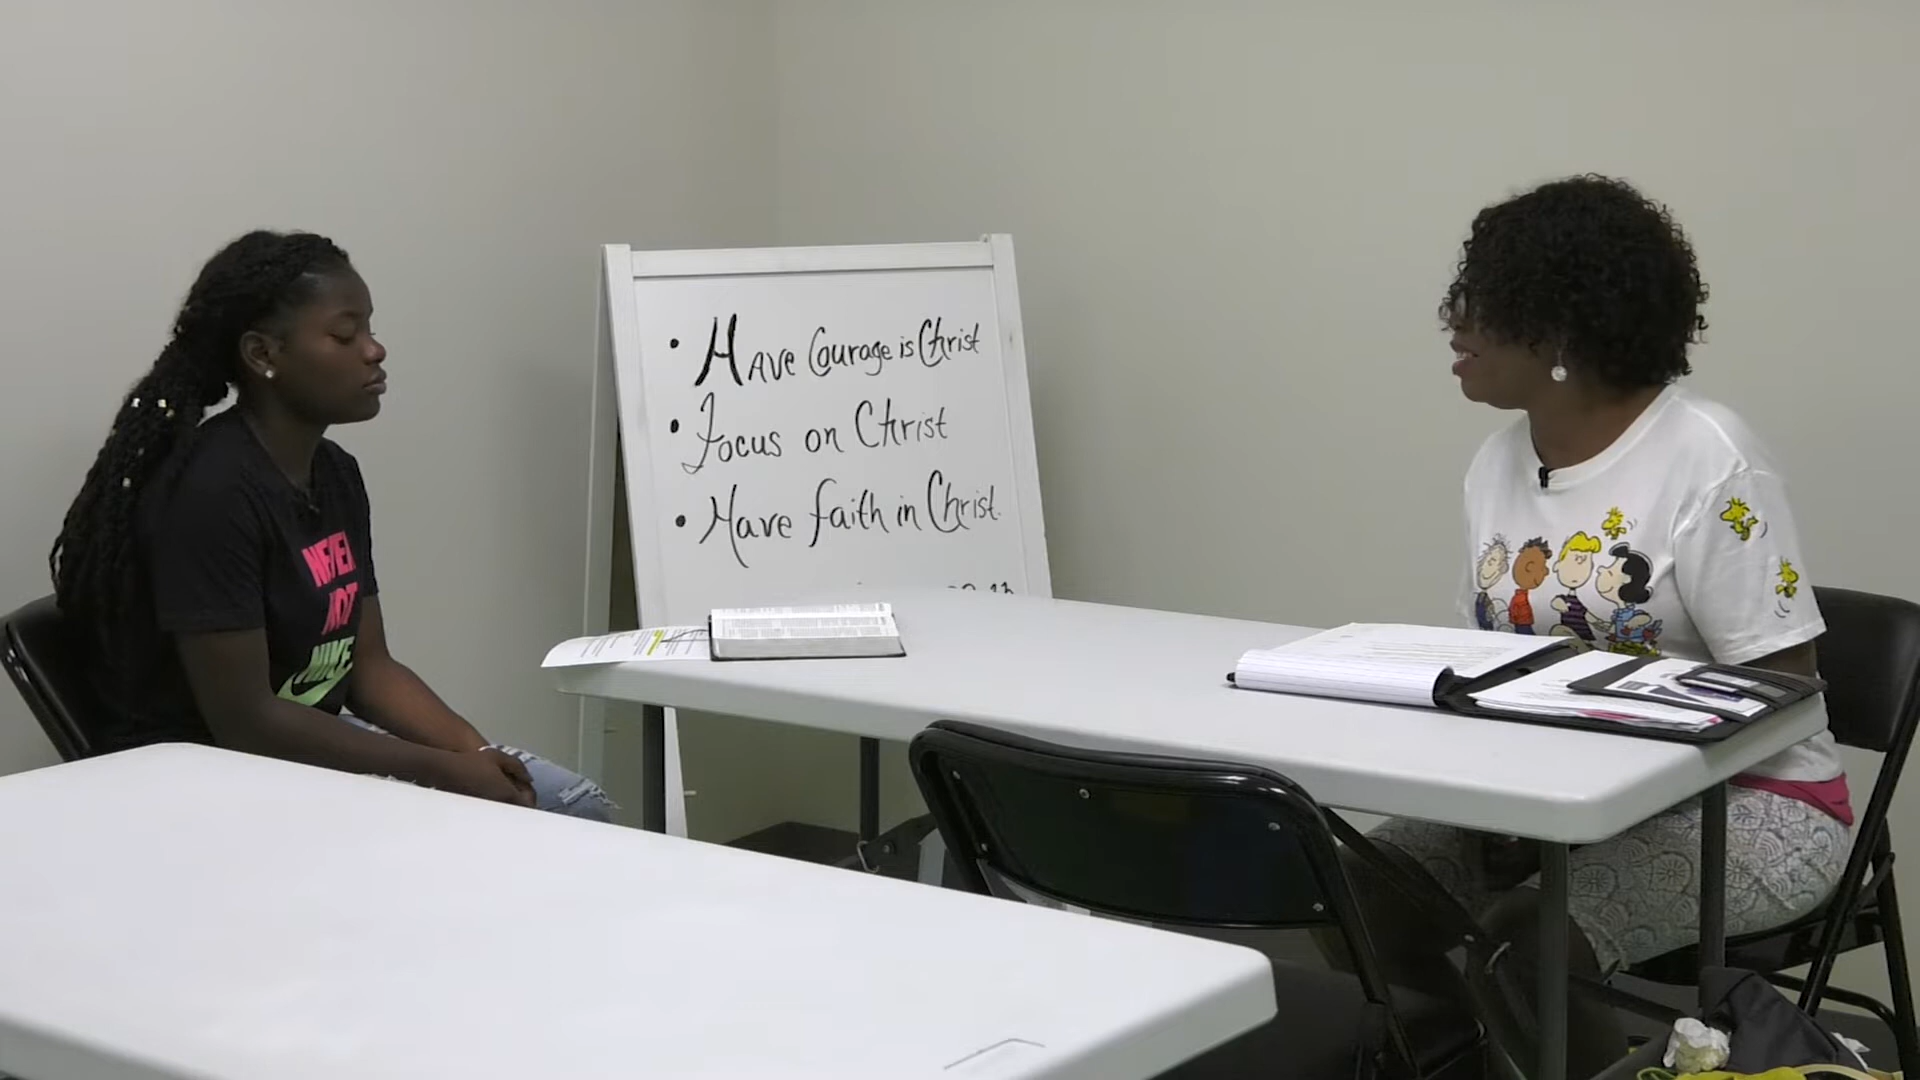 • Have Courage is Christ
• Focus on Christ
• Have faith in Christ.
NEVER
NOT
NIKE